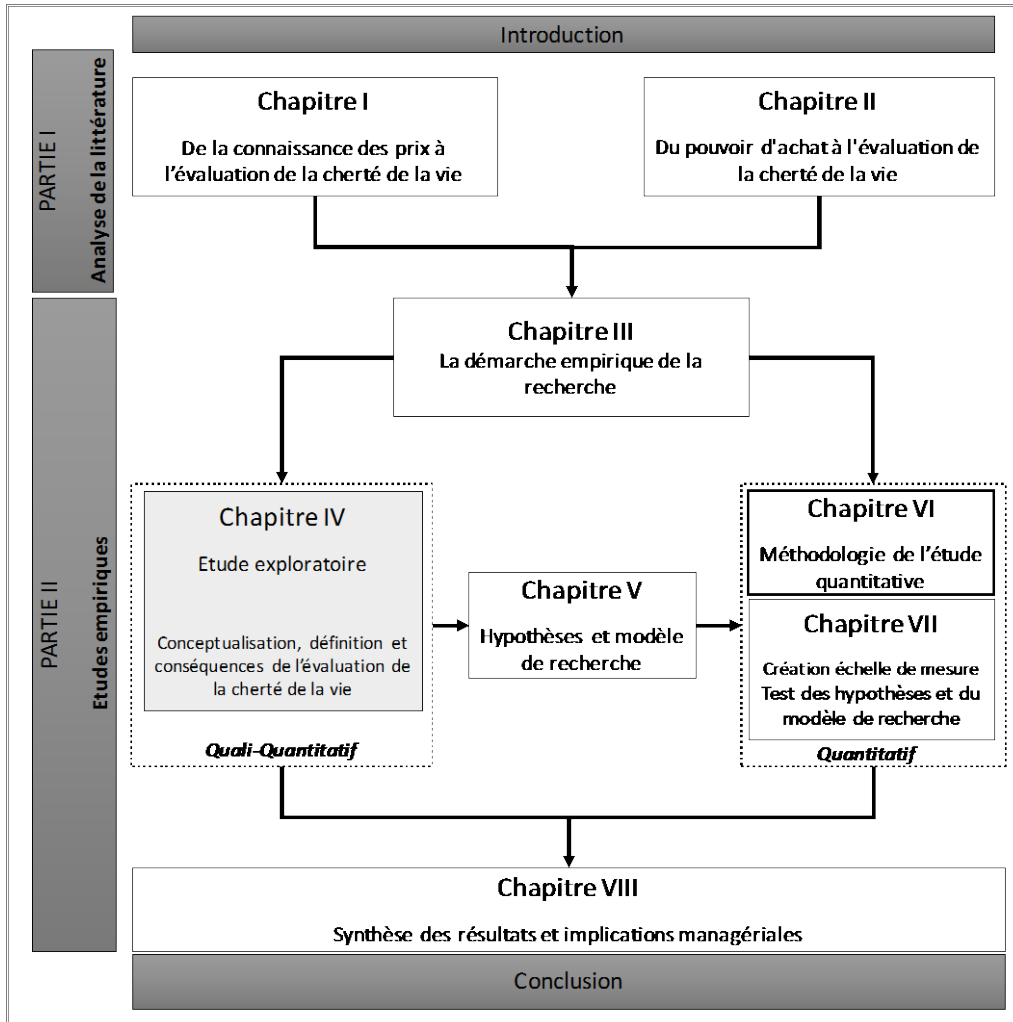 Introduction
PARTIE I
Analyse de la littérature
Chapitre I
De la connaissance des prix à
l'évaluation de la cherté de la vie
Chapitre II
Du pouvoir d'achat à l'évaluation de
la cherté de la vie
PARTIE II
Etudes empiriques
Chapitre III
La démarche empirique de la
recherche
Chapitre IV
Etude exploratoire
Conceptualisation, définition et
conséquences de l'évaluation de
la cherté de la vie
Quali-Quantitatif
Chapitre V
Hypothèses et modèle
de recherche
Chapitre VI
Méthodologie de l'étude
quantitative
Chapitre VII
Création échelle de mesure
Test des hypothèses et du
modèle de recherche
Quantitatif
Chapitre VIII
Synthèse des résultats et implications managériales
Conclusion